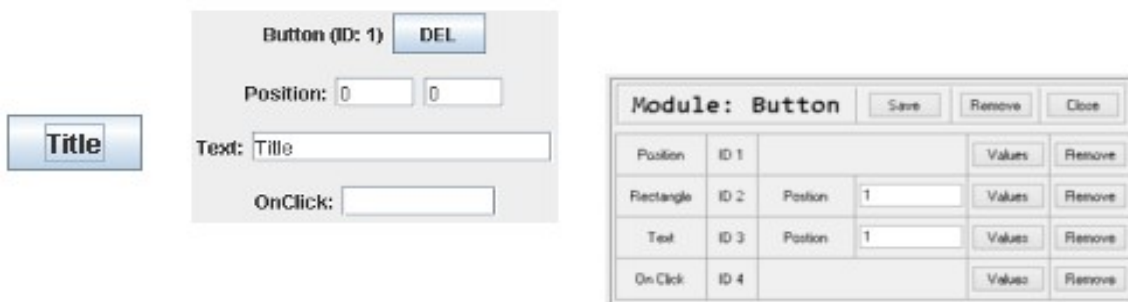 Title
Button (ID: 1) DEL
Position: 0 0
Text: Title
OnClick:
Module: Button Save Remove Close
Position ID 1 Values Remove
Rectangle ID 2 Postion 1 Values Remove
Text ID 3 Postion 1 Values Remove
On Click ID 4 Values Remove